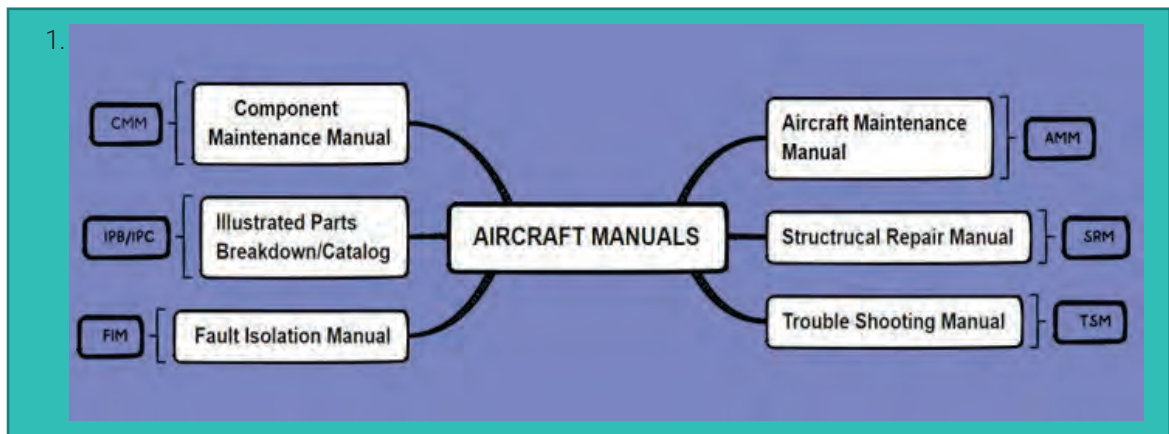 1.
CMM
Component
Maintenance Manual
IPB/IPC
Illustrated Parts
Breakdown/Catalog
FIM
Fault Isolation Manual
AIRCRAFT MANUALS
Aircraft Maintenance
Manual
AMM
Structrucal Repair Manual
SRM
Trouble Shooting Manual
TSM